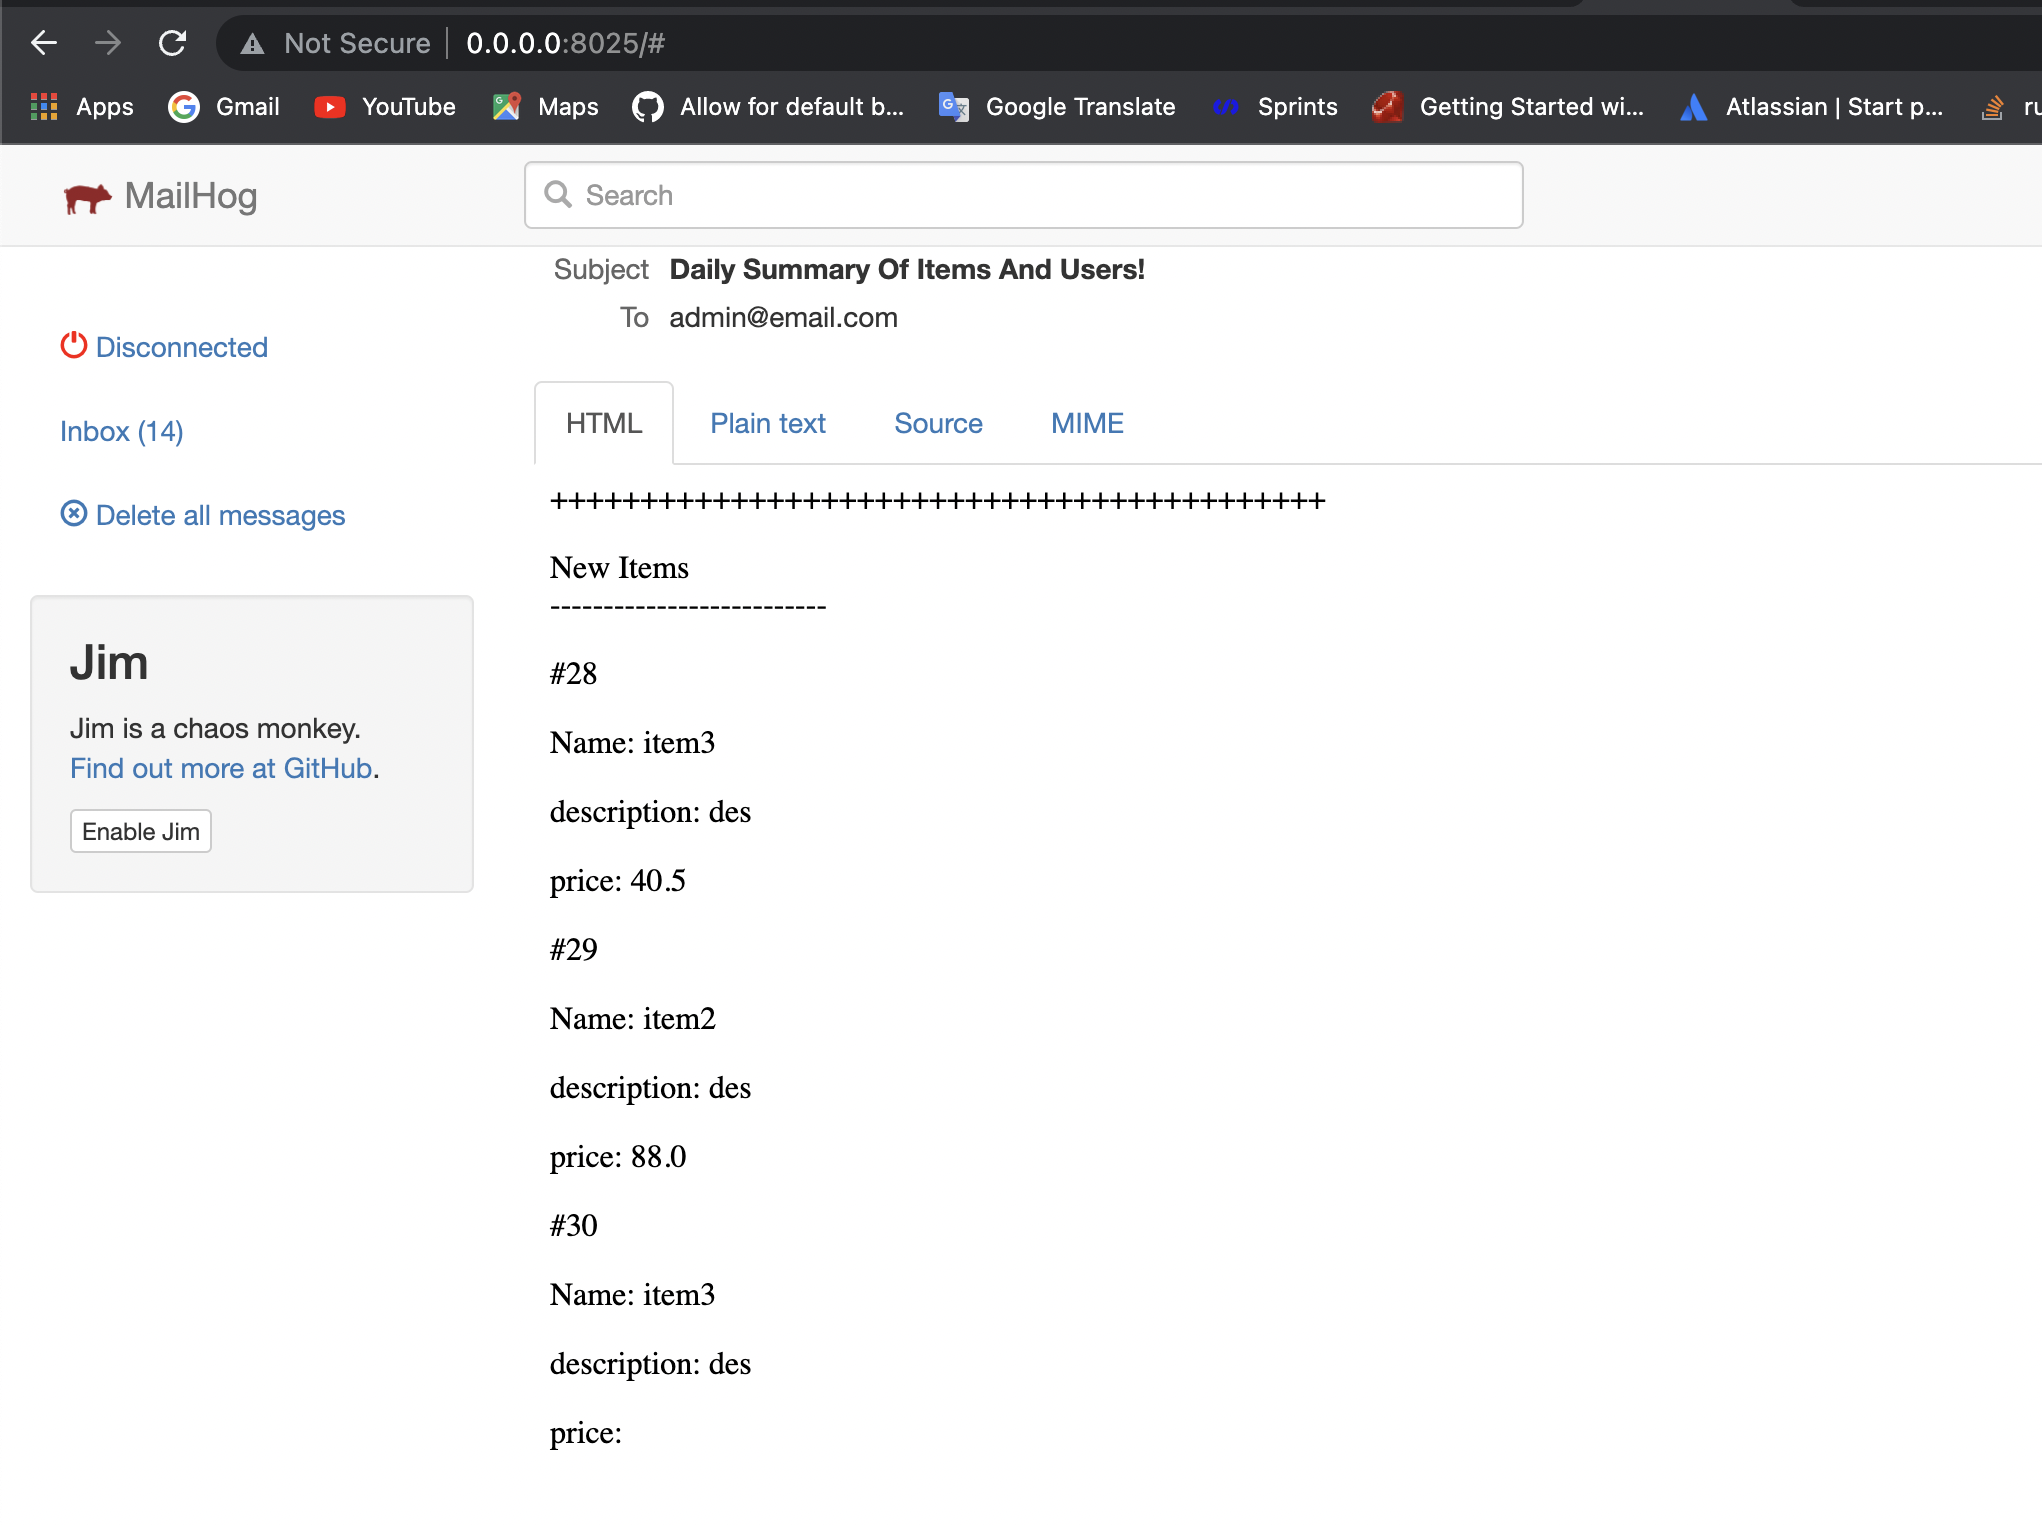 Not Secure | 0.0.0.0:8025/#
Apps Gmail YouTube Maps Allow for default b... Google Translate Sprints Getting Started wi... Atlassian | Start p... ru
MailHog
Search
Subject Daily Summary Of Items And Users!
To admin@email.com
Disconnected
Inbox (14)
Delete all messages
Jim
Jim is a chaos monkey.
Find out more at GitHub.
Enable Jim
HTML Plain text Source MIME
+++++++++++++++++++++++++++++++++++++++++++
New Items
--------------------------
#28
Name: item3
description: des
price: 40.5
#29
Name: item2
description: des
price: 88.0
#30
Name: item3
description: des
price: